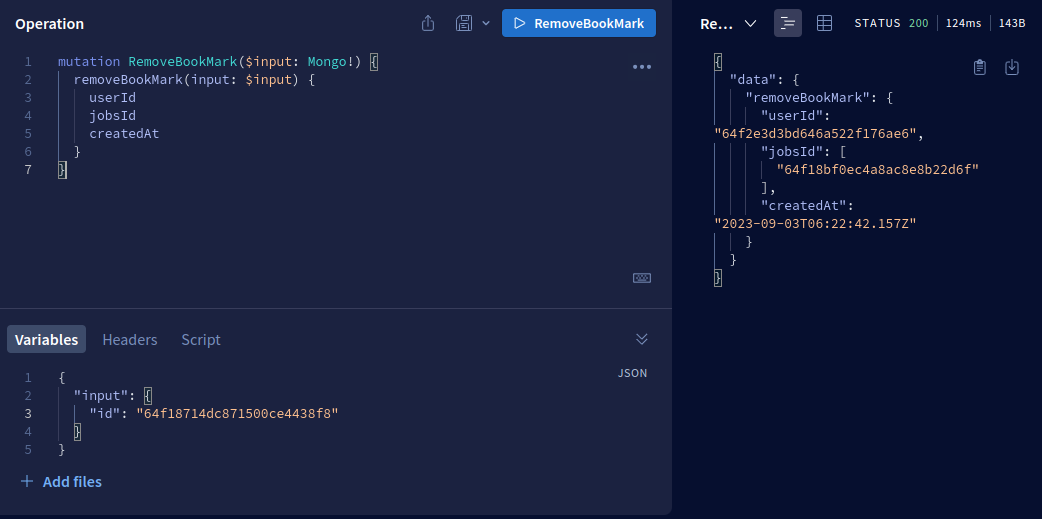 Operation
RemoveBookMark
1 mutation RemoveBookMark($input: Mongo!) {
2 removeBookMark(input: $input) {
3 userId
4 jobsId
5 createdAt
6 }
7 }
Variables Headers Script
JSON
1 {
2 "input": {
3 "id": "64f18714dc871500ce4438f8"
4 }
5 }
Add files
Re... STATUS 200 124ms 143B
{
"data": {
"removeBookMark": {
"userId":
"64f2e3d3bd646a522f176ae6",
"jobsId": [
"64f18bf0ec4a8ac8e8b22d6f"
],
"createdAt":
"2023-09-03T06:22:42.157Z"
}
}
}